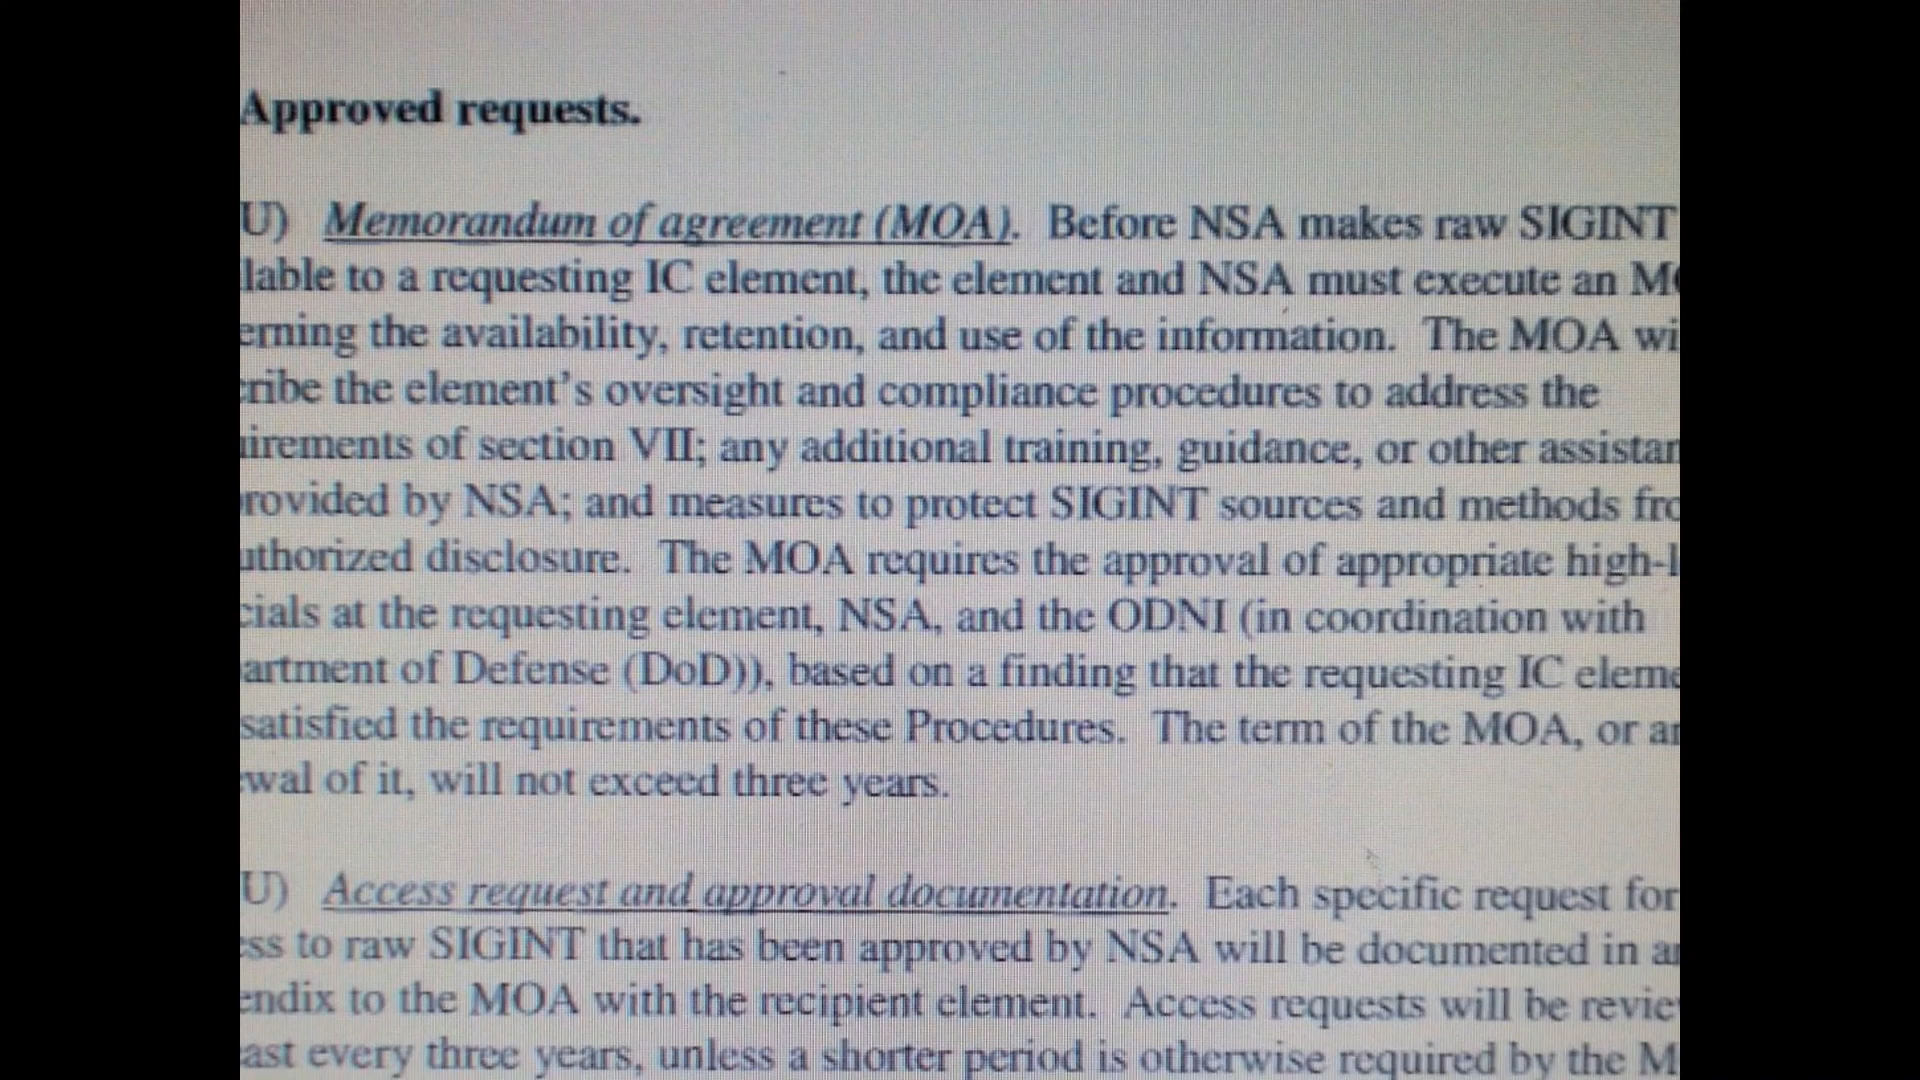 Approved requests.
U) Memorandum of agreement (MOA). Before NSA makes raw SIGINT
lable to a requesting IC element, the element and NSA must execute an M
erning the availability, retention, and use of the information. The MOA wi
ribe the element's oversight and compliance procedures to address the
irements of section VII; any additional training, guidance, or other assistan
rovided by NSA; and measures to protect SIGINT sources and methods fro
uthorized disclosure. The MOA requires the approval of appropriate high-l
cials at the requesting element, NSA, and the ODNI (in coordination with
artment of Defense (DoD)), based on a finding that the requesting IC eleme
satisfied the requirements of these Procedures. The term of the MOA, or an
wal of it, will not exceed three years.
U) Access request and approval documentation. Each specific request for
ess to raw SIGINT that has been approved by NSA will be documented in an
endix to the MOA with the recipient element. Access requests will be review
ast every three years, unless a shorter period is otherwise required by the M